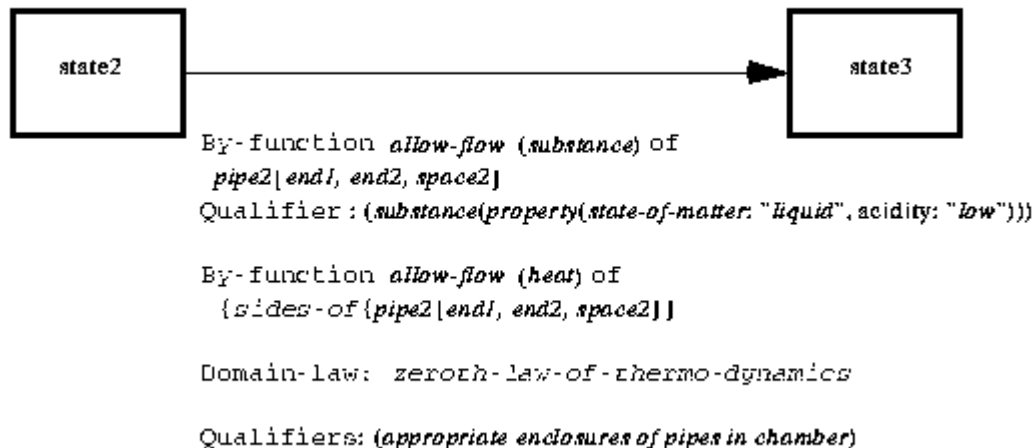 state2
state3
By-function allow-flow (substance) of
pipe2[end1, end2, space2]
Qualifier: (substance(property(state-of-matter: "liquid", acidity: "low")))
By-function allow-flow (heat) of
{sides-of{pipe2[end1, end2, space2]]
Domain-law: zeroth-law-of-thermo-dynamics
Qualifiers: (appropriate enclosures of pipes in chamber)